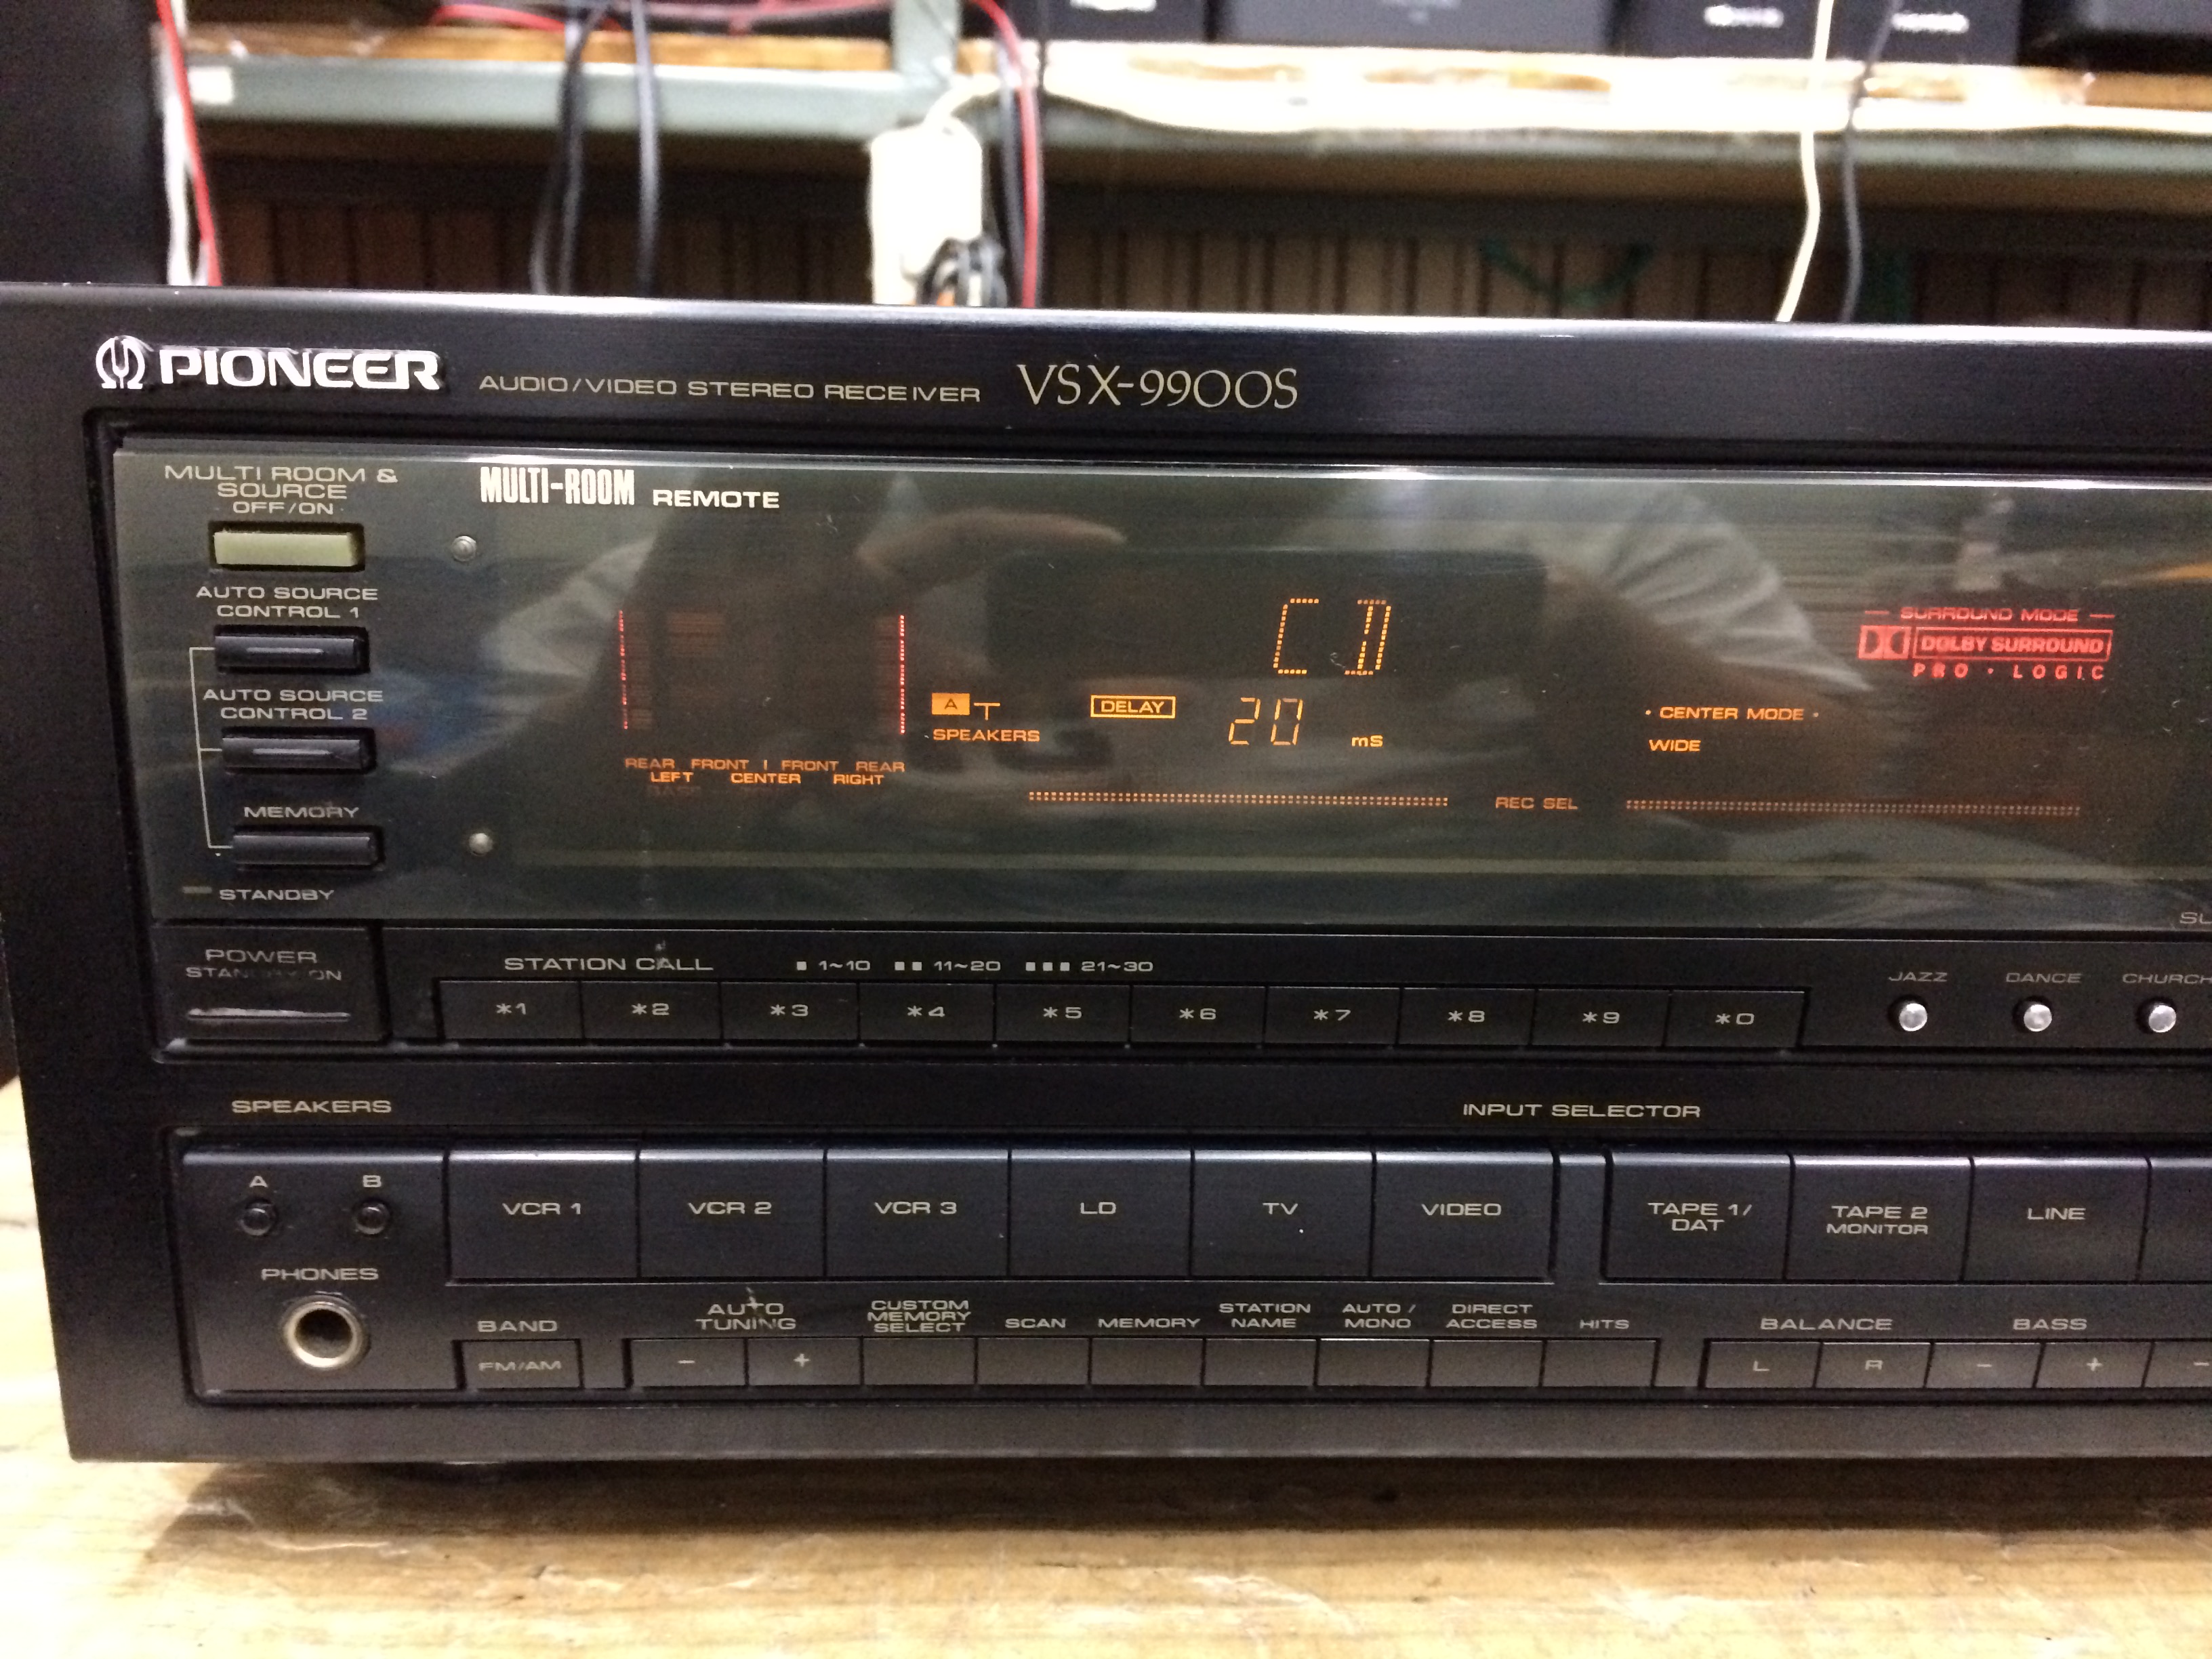 PIONEER AUDIO/VIDEO STEREO RECEIVER VSX-9900S
MULTI ROOM &
SOURCE
OFF/ON
MULTI-ROOM REMOTE
AUTO SOURCE
CONTROL 1
AUTO SOURCE
CONTROL 2
MEMORY
STANDBY
CD
A
SPEAKERS
DELAY 20 mS
REAR FRONT FRONT REAR
LEFT CENTER RIGHT
SURROUND MODE
DOLBY SURROUND
PRO · LOGIC
• CENTER MODE •
WIDE
REC SEL
POWER
STANDBY/ON
STATION CALL ■ 1~10 ■■ 11~20 ■■■ 21~30
*1 *2 *3 *4 *5 *6 *7 *8 *9 *0
JAZZ DANCE CHURCH
SPEAKERS
INPUT SELECTOR
A B
VCR 1 VCR 2 VCR 3 LD TV VIDEO
TAPE 1/
DAT
TAPE 2
MONITOR
LINE
PHONES
BAND
AUTO
TUNING
CUSTOM
MEMORY
SELECT
SCAN
MEMORY
STATION
NAME
AUTO/
MONO
DIRECT
ACCESS
HITS
BALANCE
BASS
FM/AM
− +
L R − + −